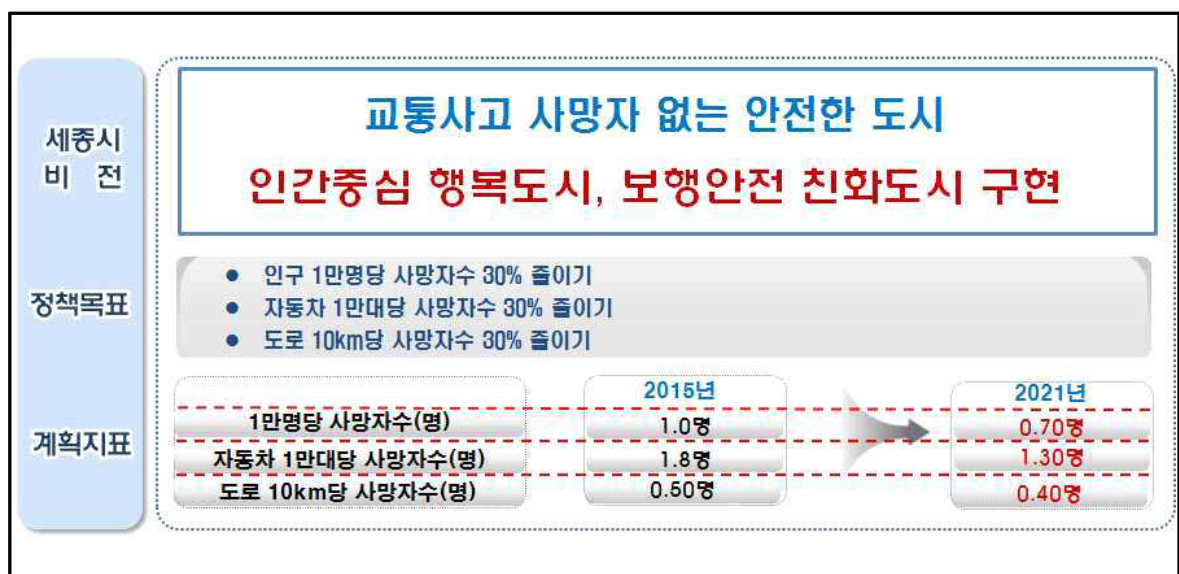 세종시
비 전
교통사고 사망자 없는 안전한 도시
인간중심 행복도시, 보행안전 친화도시 구현
정책목표
● 인구 1만명당 사망자수 30% 줄이기
● 자동차 1만대당 사망자수 30% 줄이기
● 도로 10km당 사망자수 30% 줄이기
계획지표
2015년 2021년
1만명당 사망자수(명) 1.0명 0.70명
자동차 1만대당 사망자수(명) 1.8명 1.30명
도로 10km당 사망자수(명) 0.50명 0.40명